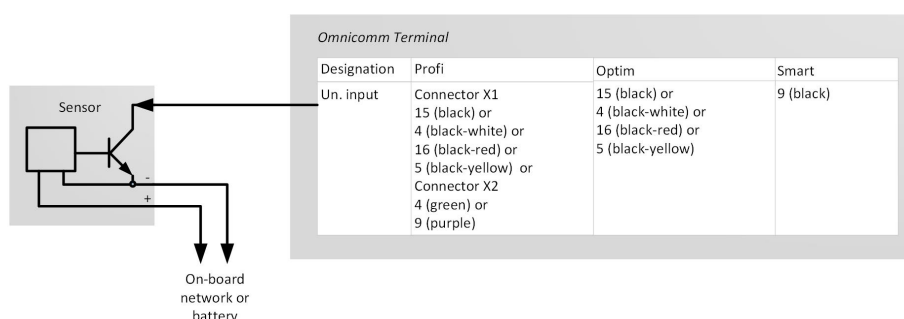 Omnicomm Terminal
Designation Profi Optim Smart
Un. input Connector X1 15 (black) or 9 (black)
15 (black) or 4 (black-white) or
4 (black-white) or 16 (black-red) or
16 (black-red) or 5 (black-yellow)
5 (black-yellow) or
Connector X2
4 (green) or
9 (purple)
Sensor
-
+
On-board
network or
battery